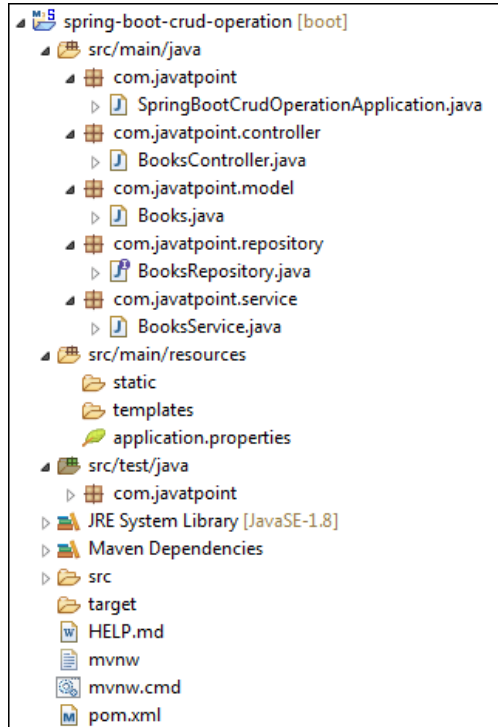 spring-boot-crud-operation [boot]
src/main/java
com.javatpoint
SpringBootCrudOperationApplication.java
com.javatpoint.controller
BooksController.java
com.javatpoint.model
Books.java
com.javatpoint.repository
BooksRepository.java
com.javatpoint.service
BooksService.java
src/main/resources
static
templates
application.properties
src/test/java
com.javatpoint
JRE System Library [JavaSE-1.8]
Maven Dependencies
src
target
HELP.md
mvnw
mvnw.cmd
pom.xml